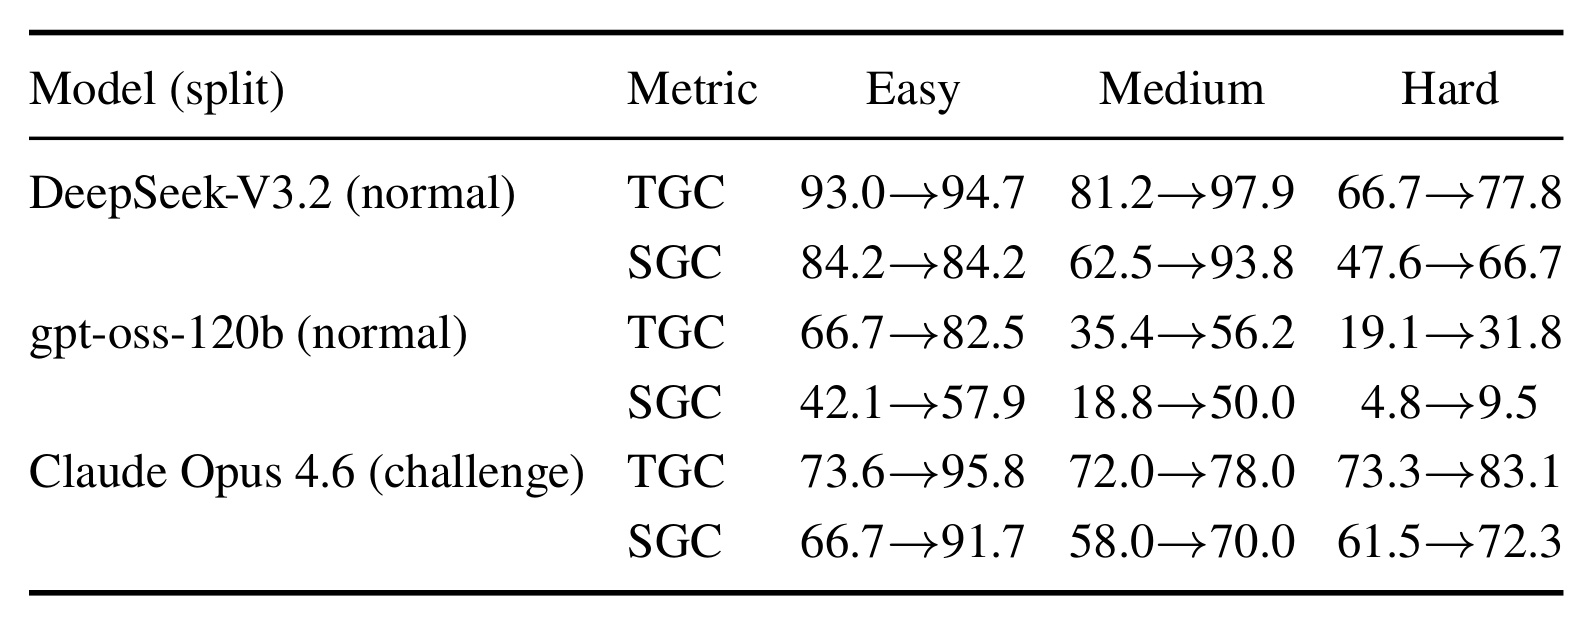 Model (split) Metric Easy Medium Hard
DeepSeek-V3.2 (normal) TGC 93.0→94.7 81.2→97.9 66.7→77.8
SGC 84.2→84.2 62.5→93.8 47.6→66.7
gpt-oss-120b (normal) TGC 66.7→82.5 35.4→56.2 19.1→31.8
SGC 42.1→57.9 18.8→50.0 4.8→9.5
Claude Opus 4.6 (challenge) TGC 73.6→95.8 72.0→78.0 73.3→83.1
SGC 66.7→91.7 58.0→70.0 61.5→72.3